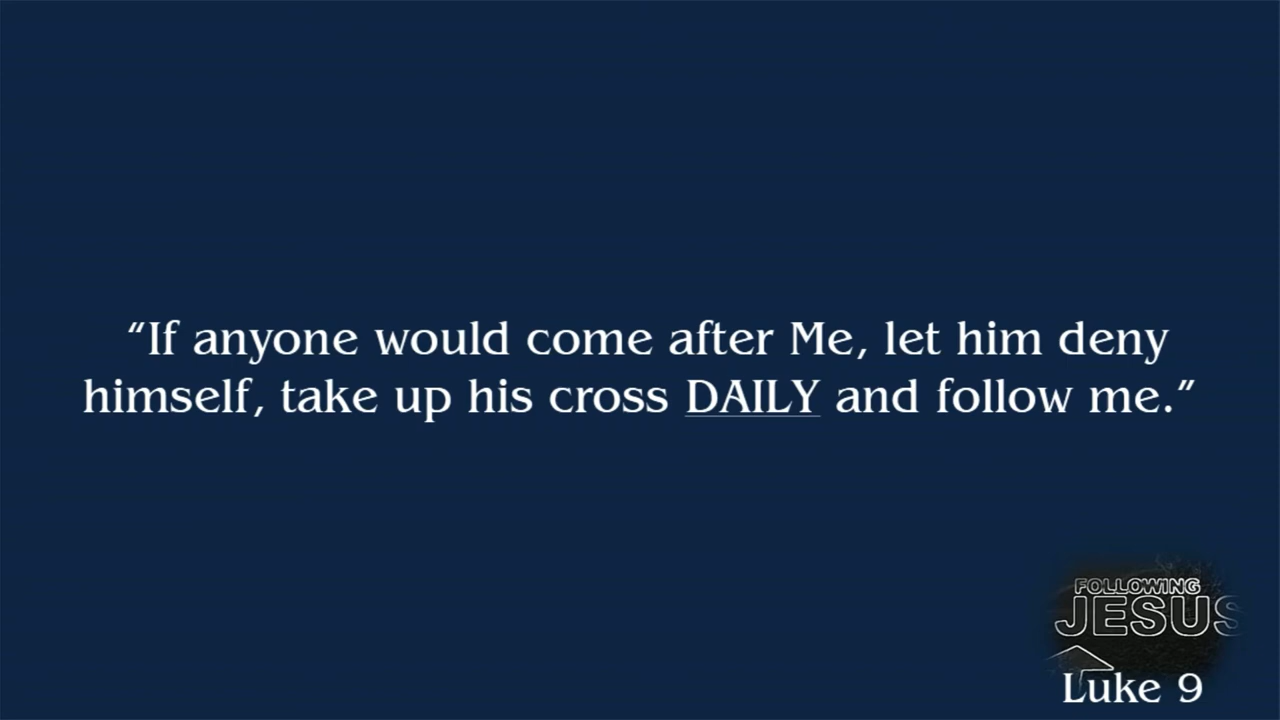 “If anyone would come after Me, let him deny
himself, take up his cross DAILY and follow me.”
FOLLOWING
JESUS
Luke 9